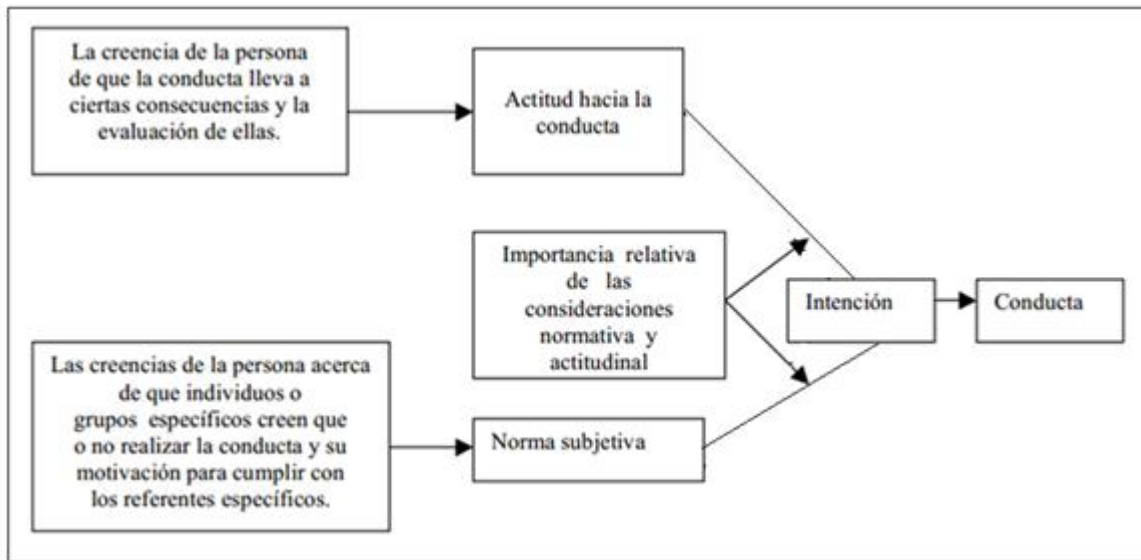 La creencia de la persona
de que la conducta lleva a
ciertas consecuencias y la
evaluación de ellas.
Actitud hacia la
conducta
Importancia relativa
de las
consideraciones
normativa y
actitudinal
Intención
Conducta
Las creencias de la persona acerca
de que individuos o
grupos específicos creen que
o no realizar la conducta y su
motivación para cumplir con
los referentes específicos.
Norma subjetiva